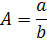 A = a/b